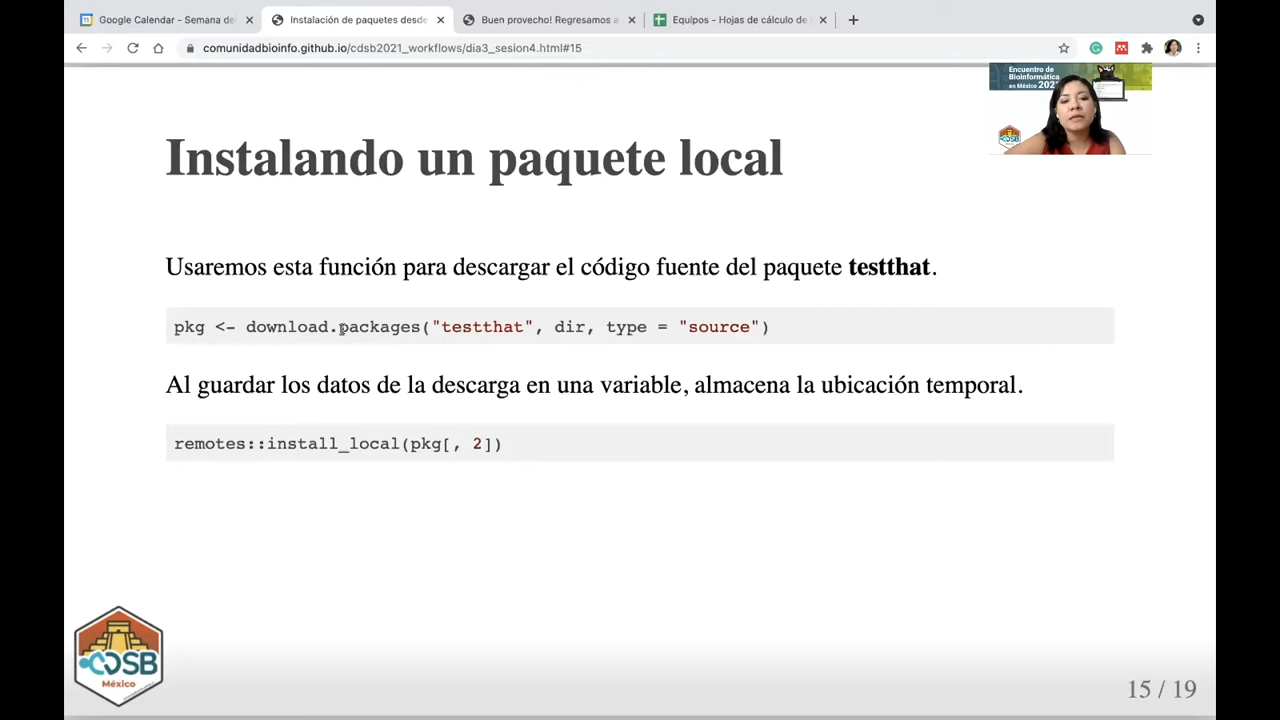 Google Calendar - Semana de
Instalación de paquetes desde
Buen provecho! Regresamos a
Equipos - Hojas de cálculo de
comunidadbioinfo.github.io/cdsb2021_workflows/dia3_sesion4.html#15
Encuentro de
Bioinformática
en México 202
CDSB
Instalando un paquete local
Usaremos esta función para descargar el código fuente del paquete testthat.
pkg <- download.packages("testthat", dir, type = "source")
Al guardar los datos de la descarga en una variable, almacena la ubicación temporal.
remotes::install_local(pkg[, 2])
CDSB
México
15 / 19